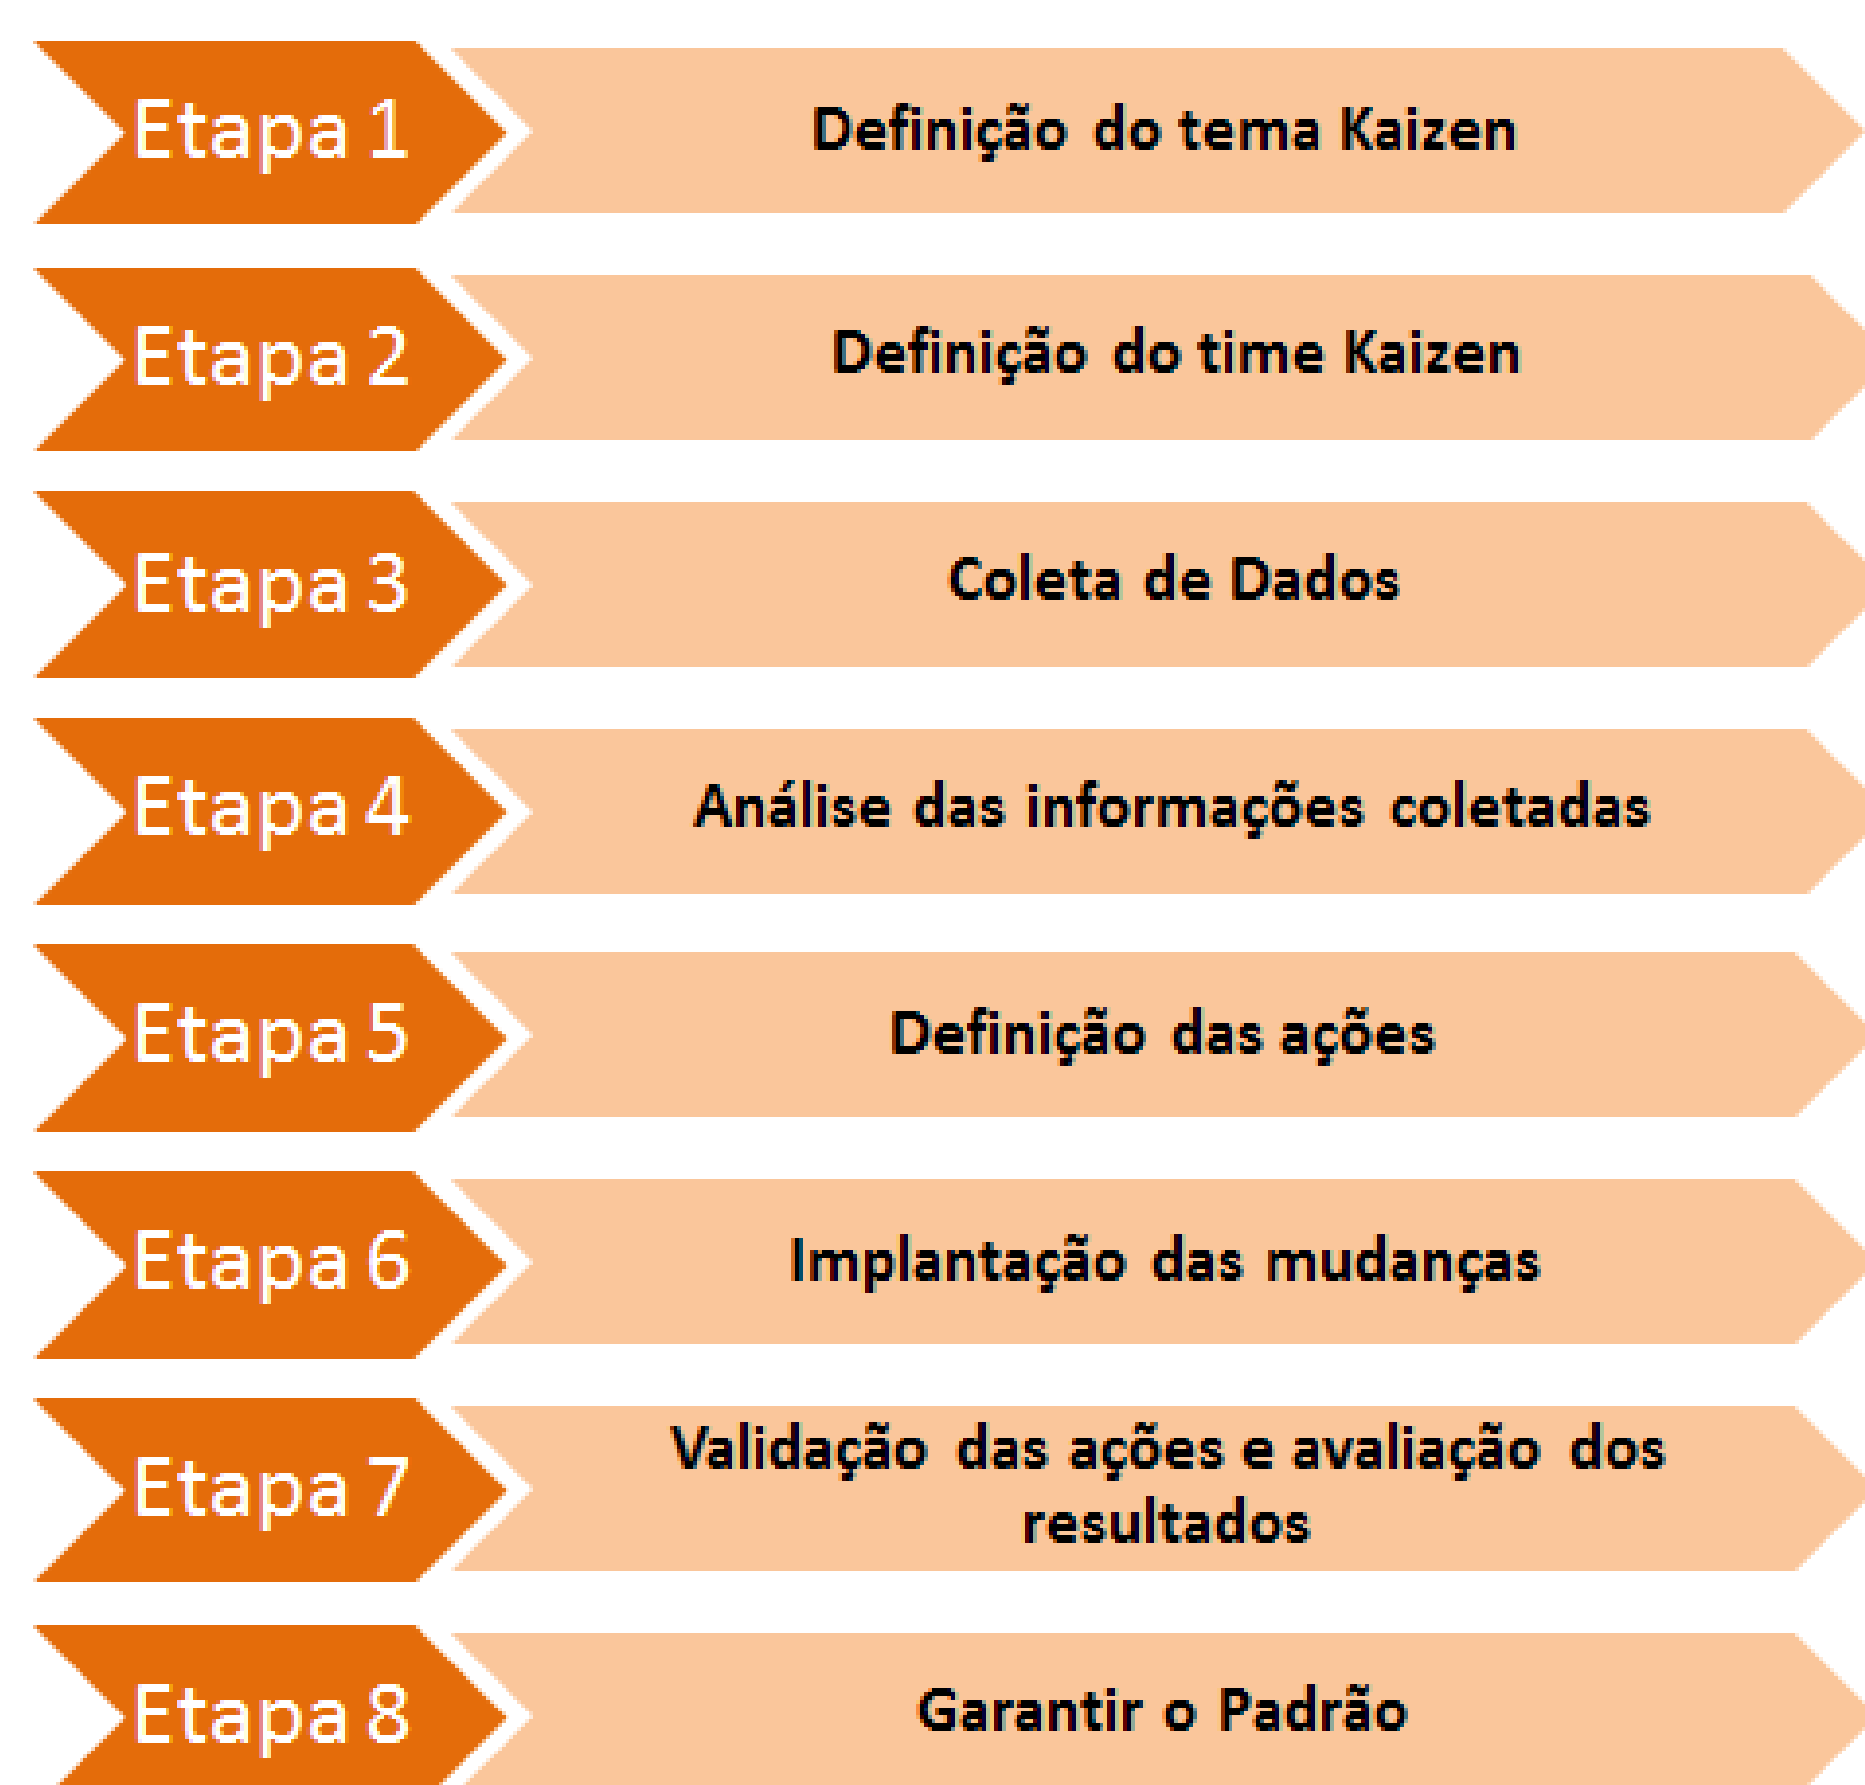 Etapa 1
Definição do tema Kaizen
Etapa 2
Definição do time Kaizen
Etapa 3
Coleta de Dados
Etapa 4
Análise das informações coletadas
Etapa 5
Definição das ações
Etapa 6
Implantação das mudanças
Etapa 7
Validação das ações e avaliação dos
resultados
Etapa 8
Garantir o Padrão